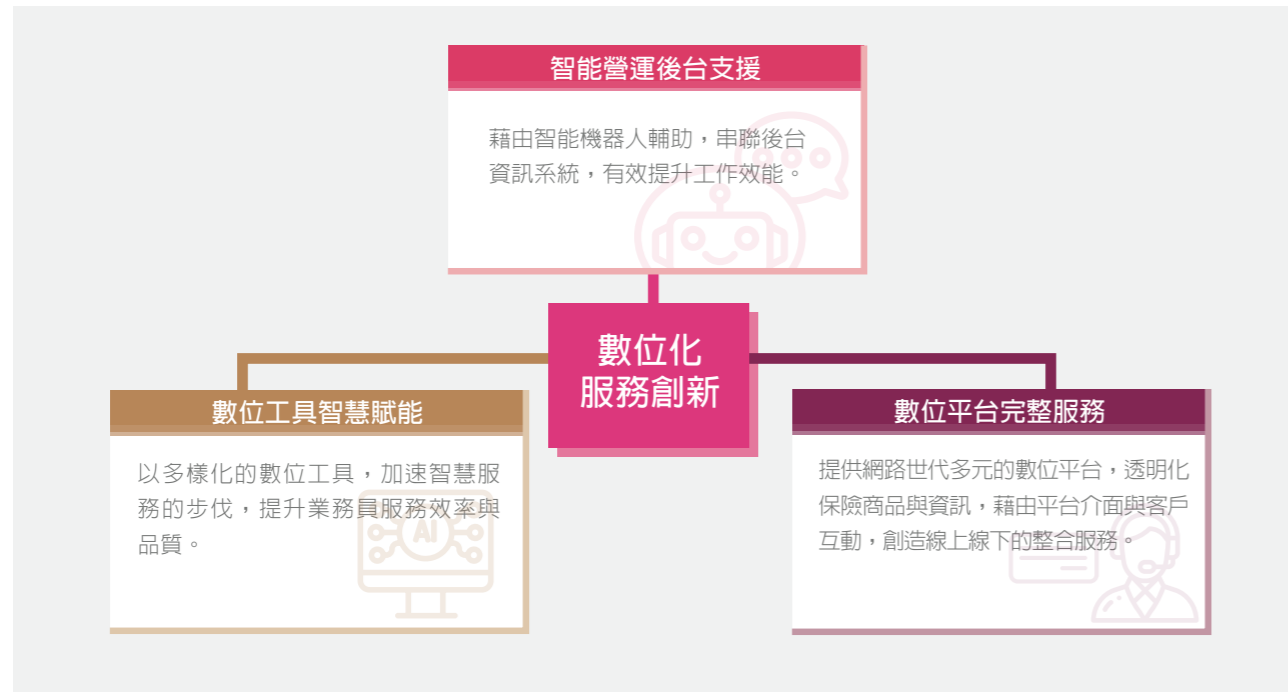 智能營運後台支援
藉由智能機器人輔助，串聯後台
資訊系統，有效提升工作效能。
數位化
服務創新
數位工具智慧賦能
以多樣化的數位工具，加速智慧服
務的步伐，提升業務員服務效率與
品質。
AI
數位平台完整服務
提供網路世代多元的數位平台，透明化
保險商品與資訊，藉由平台介面與客戶
互動，創造線上線下的整合服務。